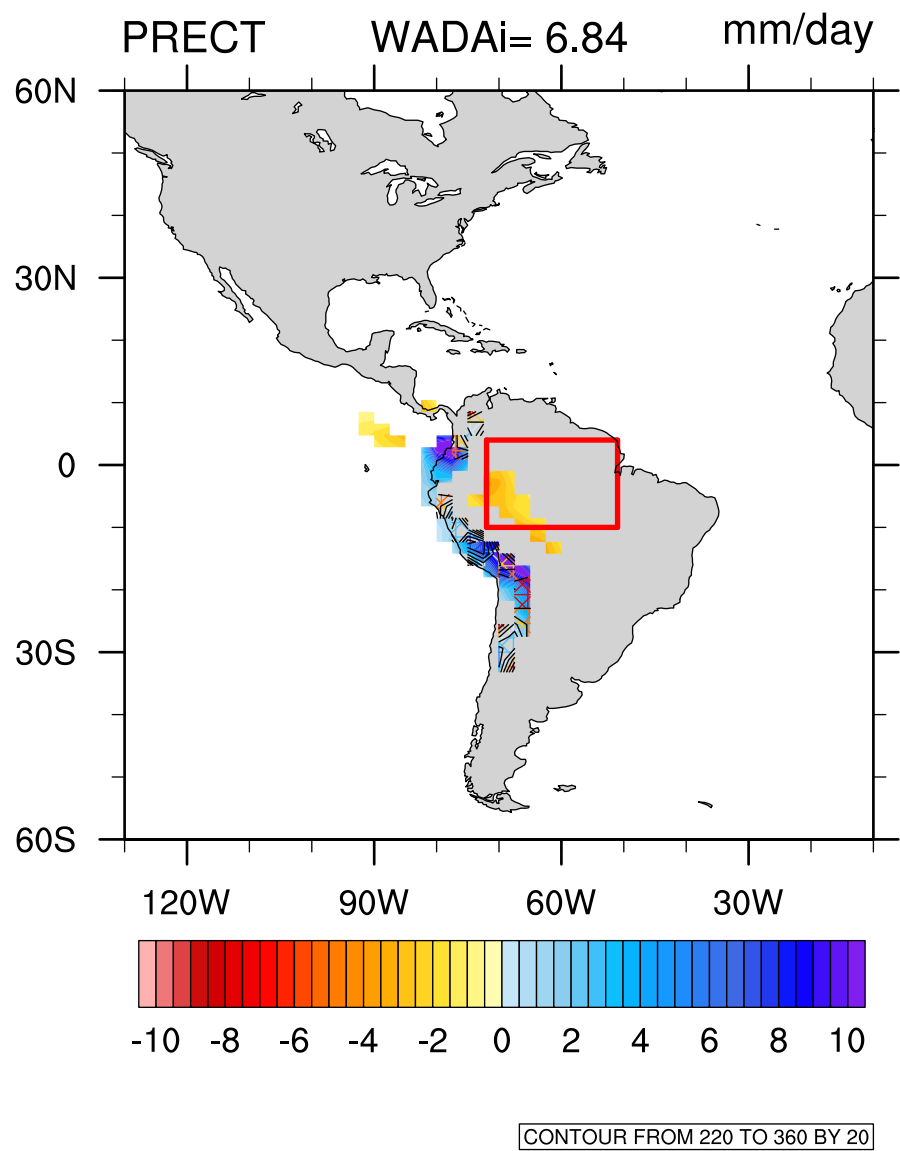 PRECT WADAi= 6.84 mm/day
60N
30N
0
30S
60S
120W 90W 60W 30W
-10 -8 -6 -4 -2 0 2 4 6 8 10
CONTOUR FROM 220 TO 360 BY 20